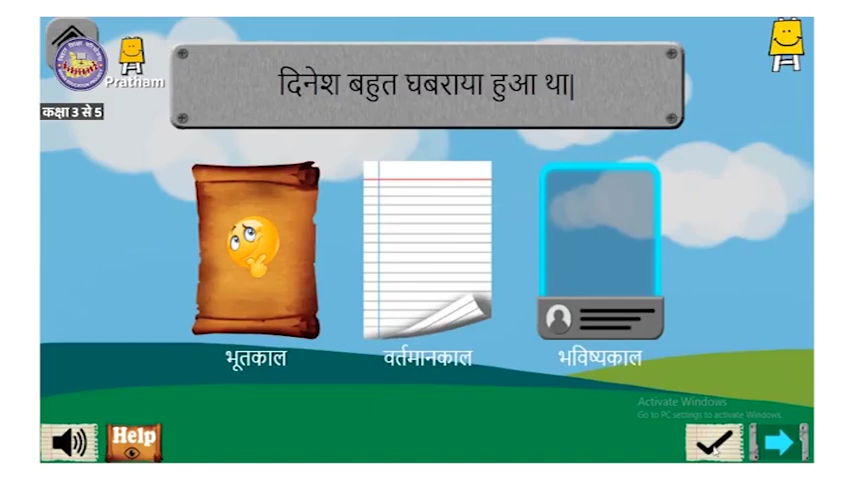 Pratham
कक्षा 3 से 5
दिनेश बहुत घबराया हुआ था|
भूतकाल
वर्तमानकाल
भविष्यकाल
Activate Windows
Go to PC settings to activate Windows.
Help